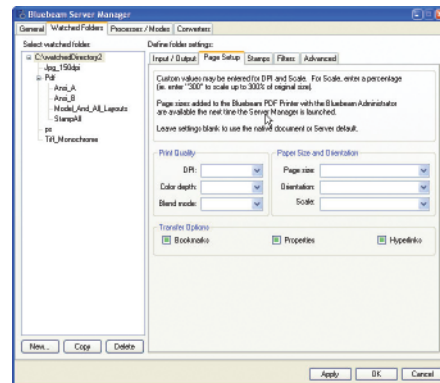 Bluebeam Server Manager
General Watched Folders Processes / Modes Converters
Select watched folder: Define folder settings:
Input / Output Page Setup Stamps Filters Advanced
C:\watchedDirectory2
Jpg_150dpi
Pdf
Ansi_A
Ansi_B
Model_And_All_Layouts
StampAll
ps
Tiff_Monochrome
Custom values may be entered for DPI and Scale. For Scale, enter a percentage
(ie. enter "300" to scale up to 300% of original size).
Page sizes added to the Bluebeam PDF Printer with the Bluebeam Administrator
are available the next time the Server Manager is launched.
Leave settings blank to use the native document or Server default.
Print Quality Paper Size and Orientation
DPI: Page size:
Color depth: Orientation:
Blend mode: Scale:
Transfer Options
Bookmarks Properties Hyperlinks
New... Copy Delete
Apply OK Cancel